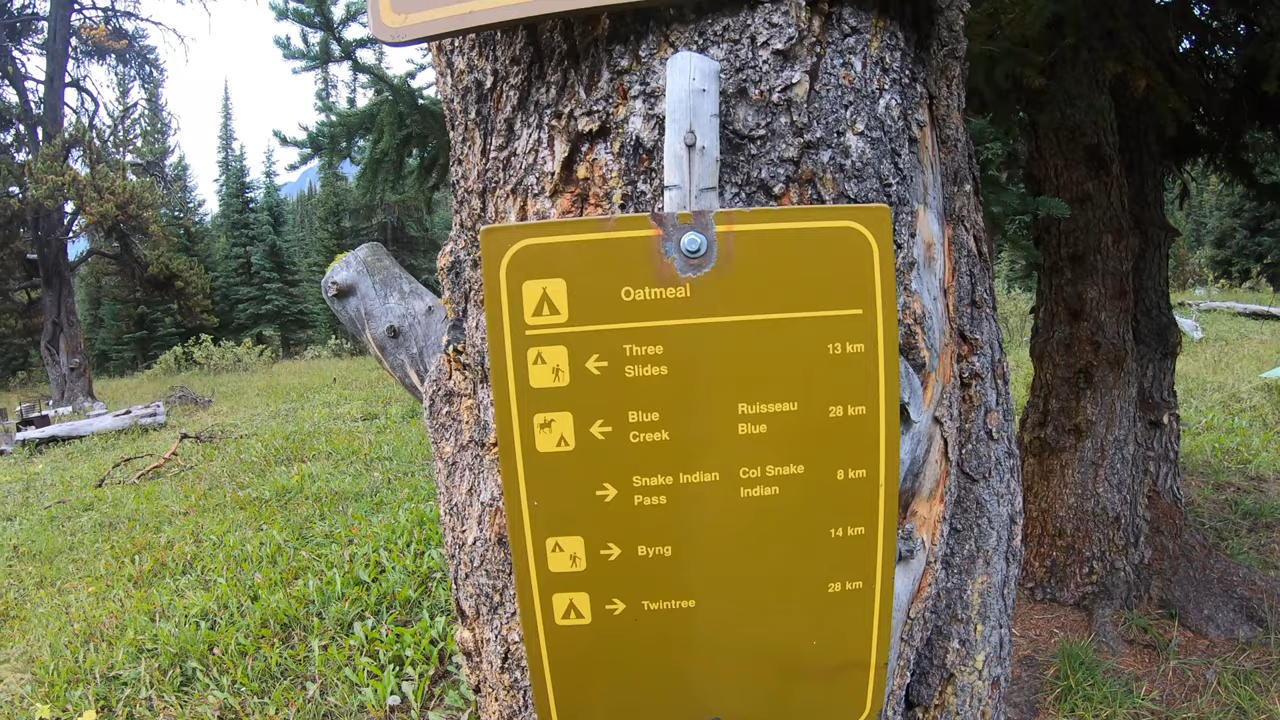 Oatmeal
Three Slides 13 km
Blue Ruisseau 28 km
Creek Blue
Snake Indian Col Snake 8 km
Pass Indian
14 km
Byng
28 km
Twintree